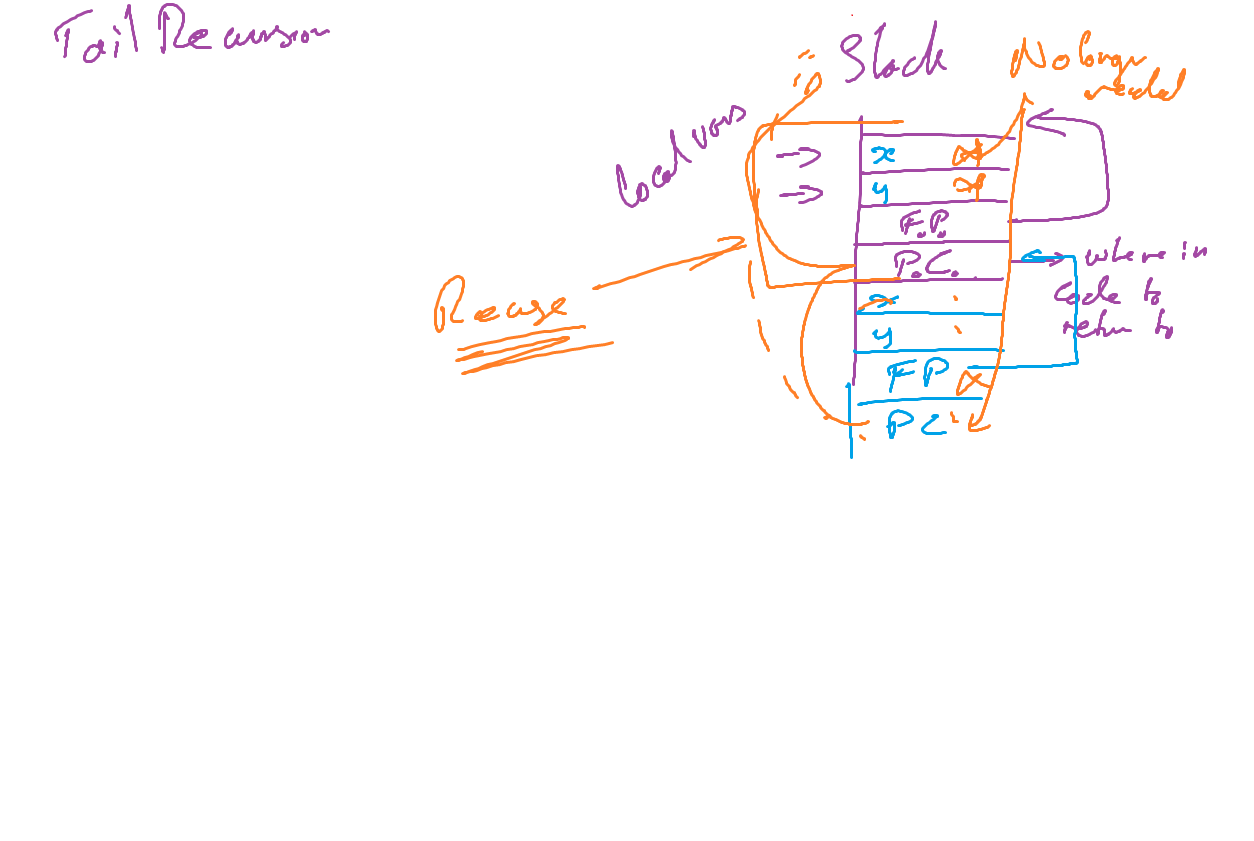 Tail Recursion
Stack
No longer
needed
Local vars
x
y
F.P.
P.C.
where in
code to
return to
Reuse
x
y
FP
PC